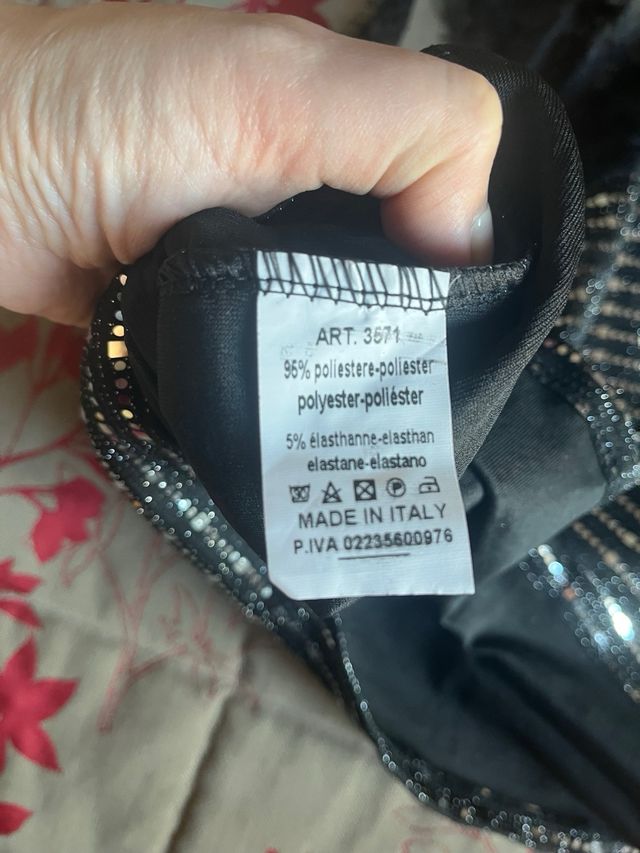 ART. 3571
95% poliestere-poliester
polyester-poliéster
5% élasthanne-elasthan
elastane-elastano
MADE IN ITALY
P.IVA 02235600976